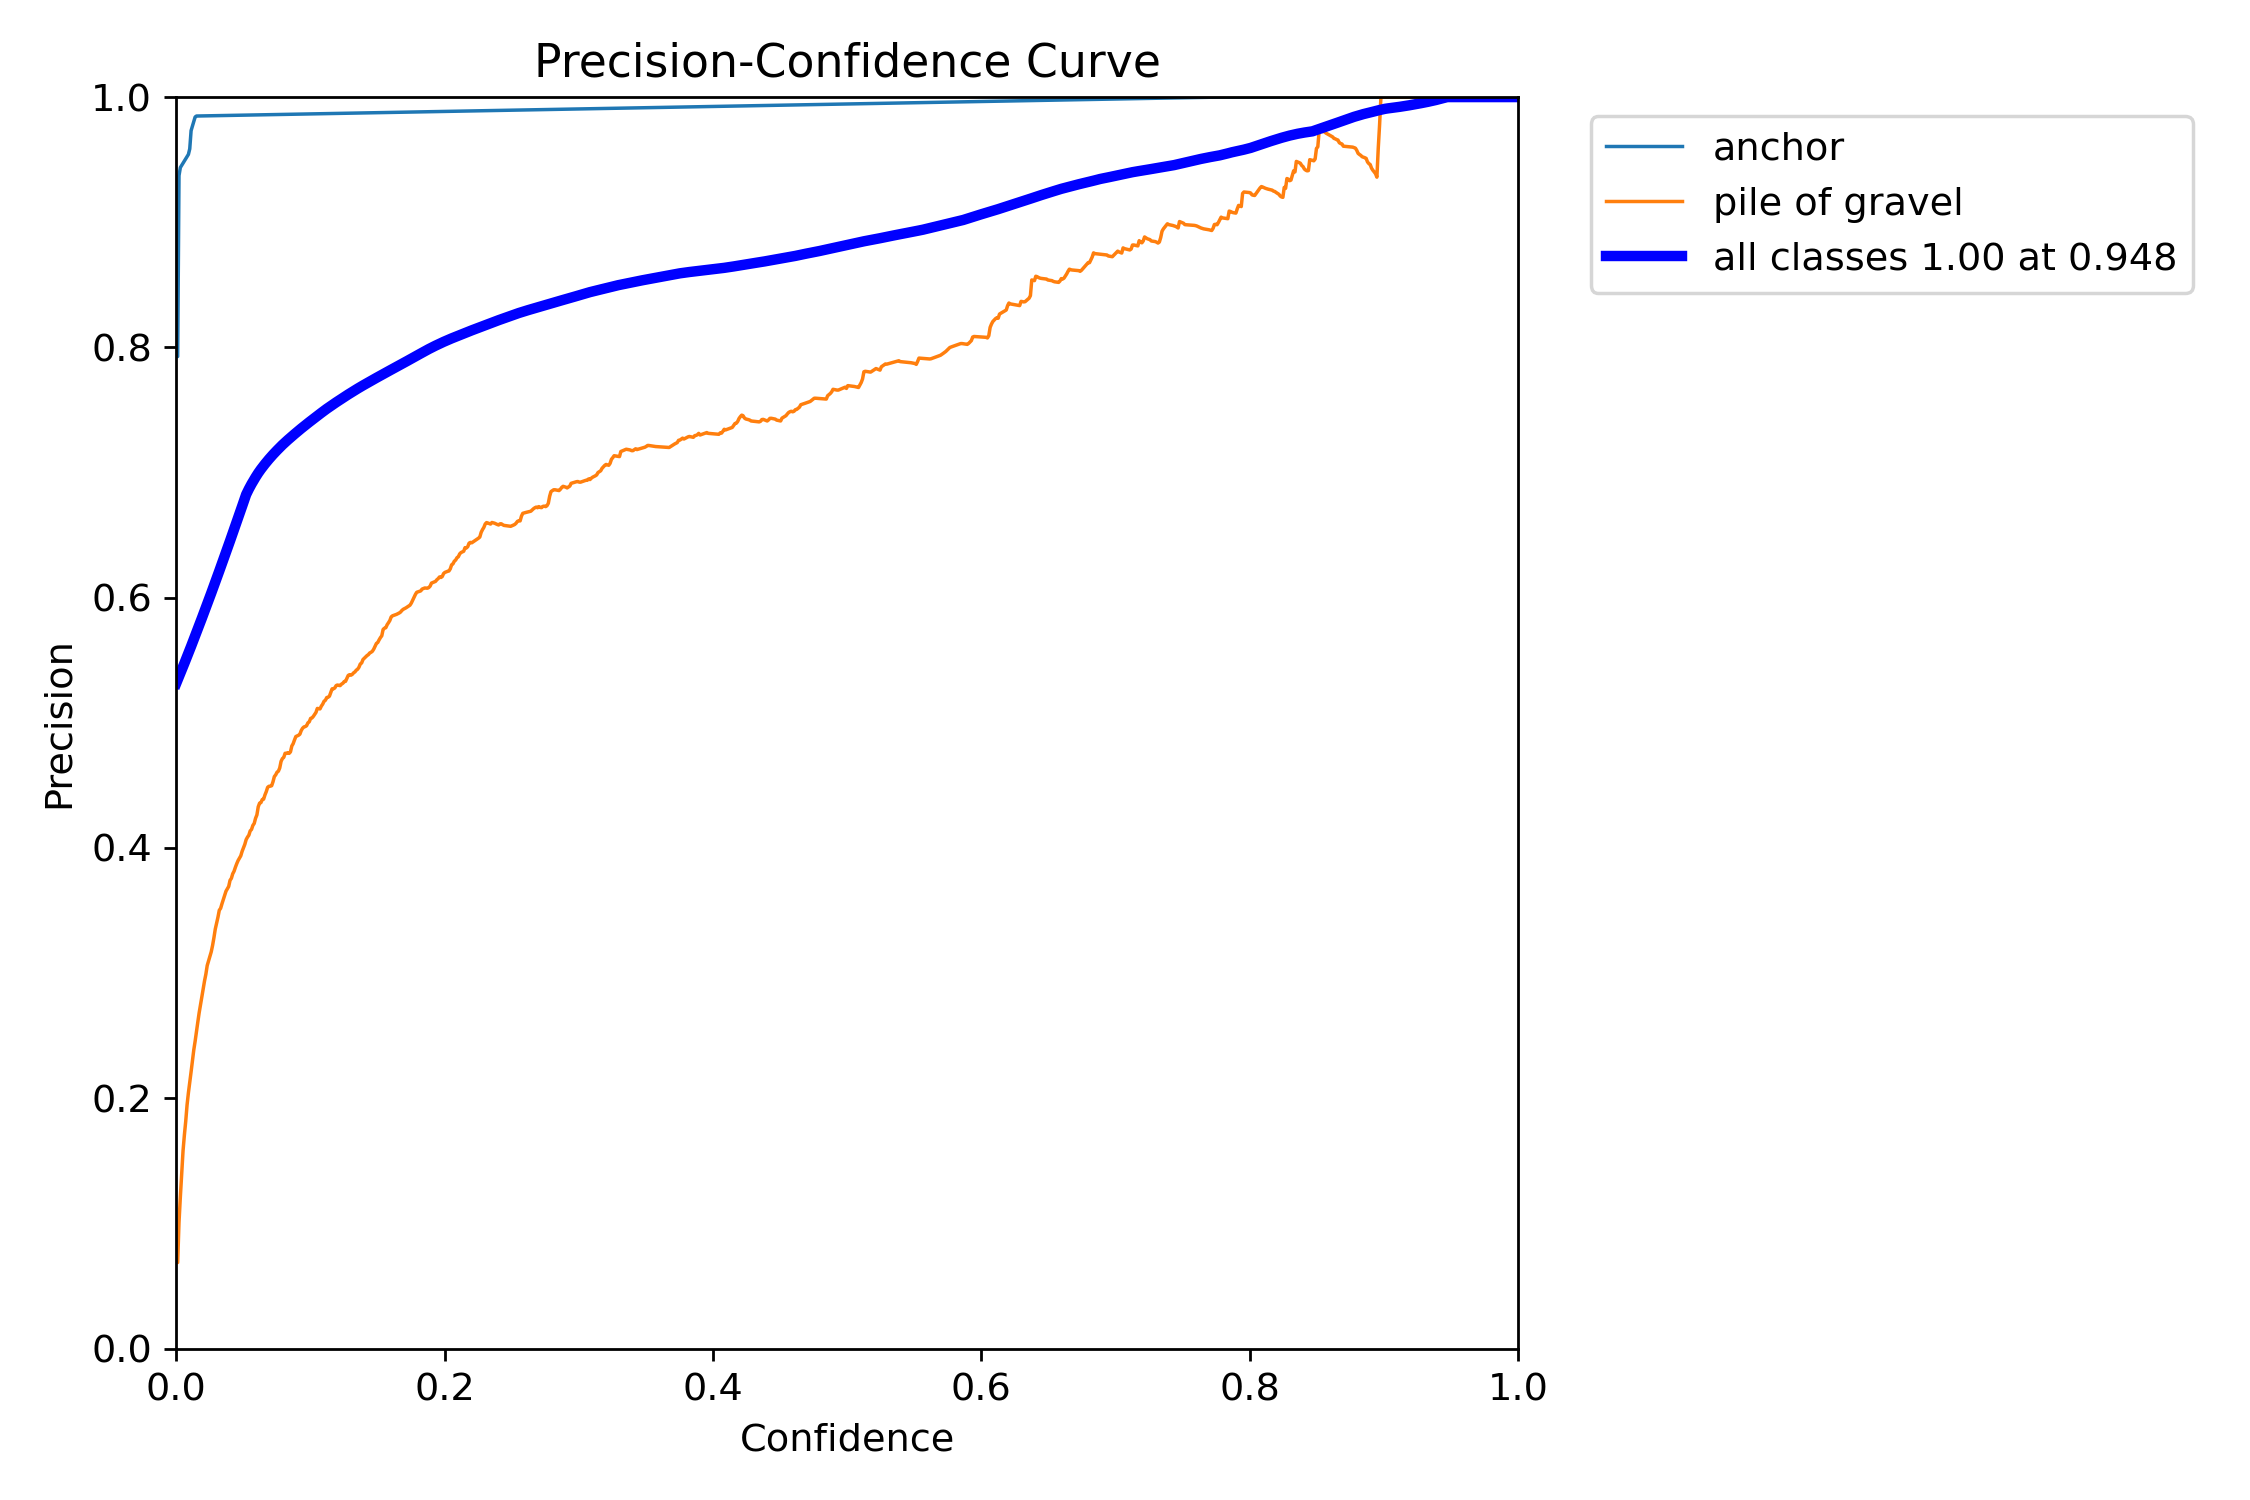 Precision-Confidence Curve
1.0
0.8
0.6
0.4
0.2
0.0
Precision
0.0 0.2 0.4 0.6 0.8 1.0
Confidence
anchor
pile of gravel
all classes 1.00 at 0.948